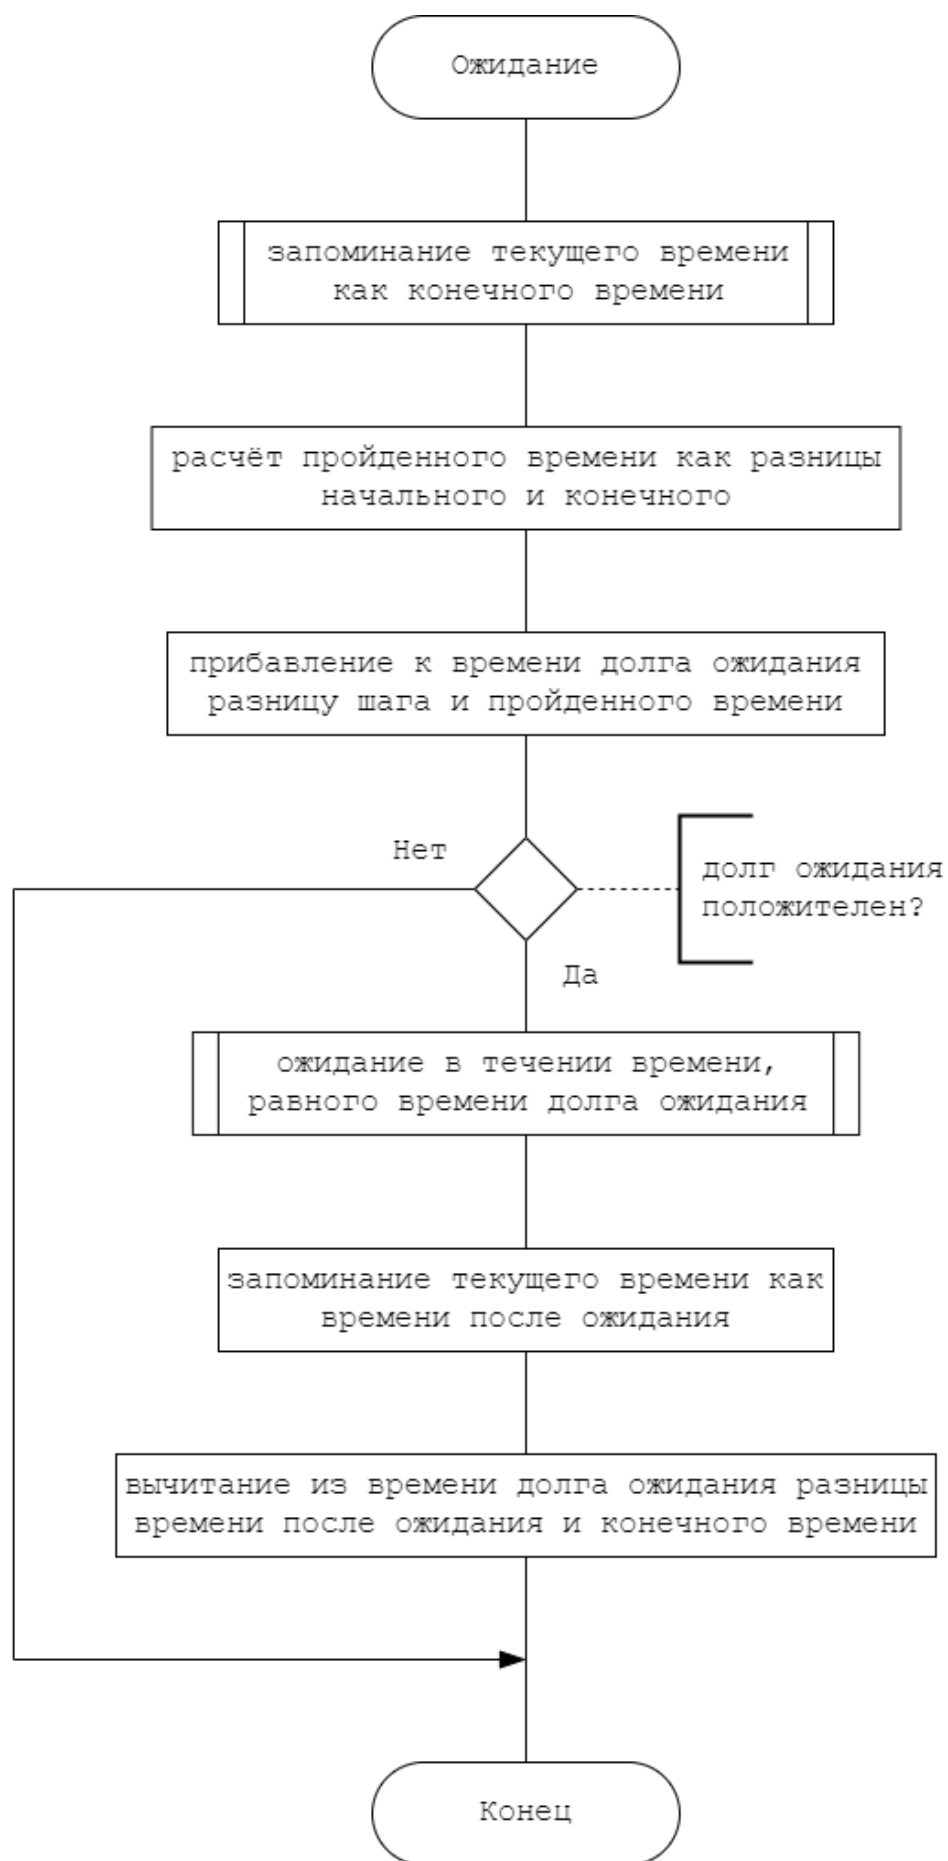 Ожидание
запоминание текущего времени
как конечного времени
расчёт пройденного времени как разницы
начального и конечного
прибавление к времени долга ожидания
разницу шага и пройденного времени
Нет
долг ожидания
положителен?
Да
ожидание в течении времени,
равного времени долга ожидания
запоминание текущего времени как
времени после ожидания
вычитание из времени долга ожидания разницы
времени после ожидания и конечного времени
Конец